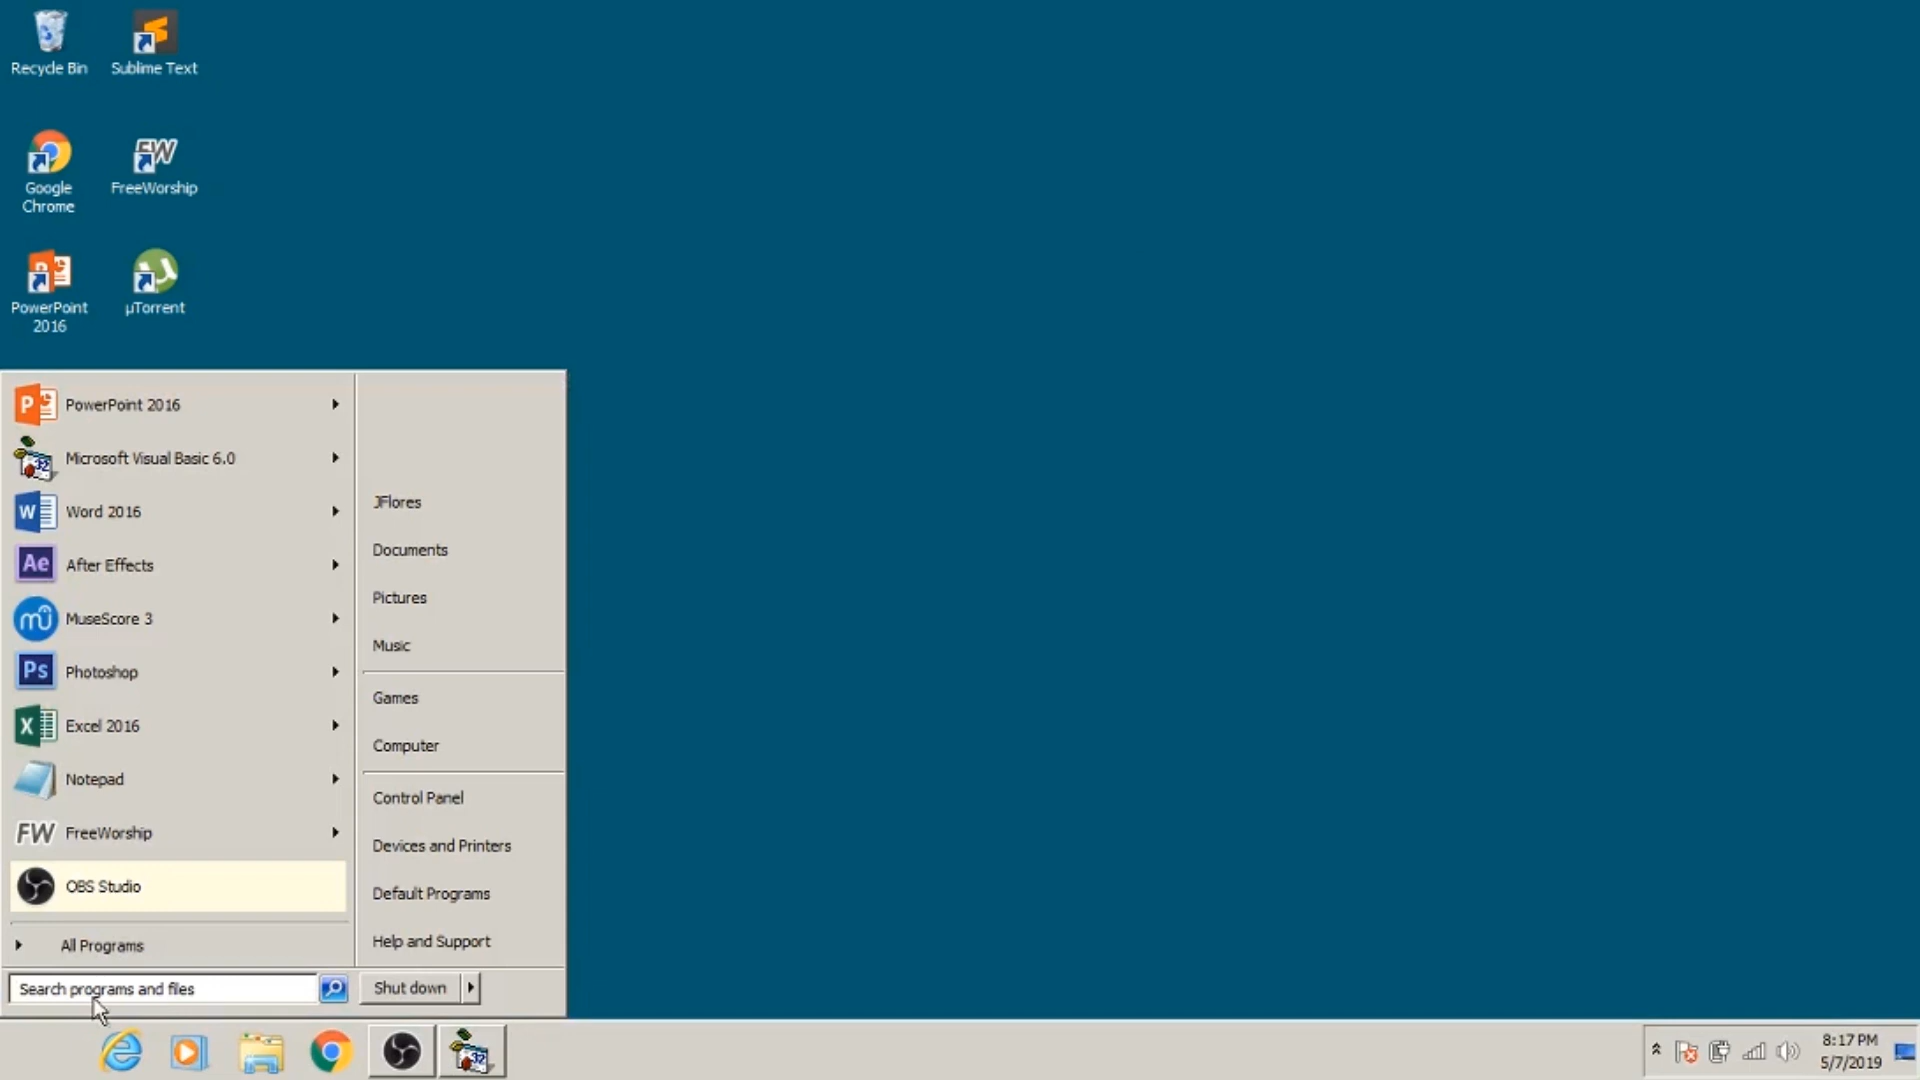 Recycle Bin
Sublime Text
Google
Chrome
FreeWorship
PowerPoint
2016
µTorrent
PowerPoint 2016
Microsoft Visual Basic 6.0
Word 2016
After Effects
MuseScore 3
Photoshop
Excel 2016
Notepad
FreeWorship
OBS Studio
All Programs
Search programs and files
JFlores
Documents
Pictures
Music
Games
Computer
Control Panel
Devices and Printers
Default Programs
Help and Support
Shut down
8:17 PM
5/7/2019